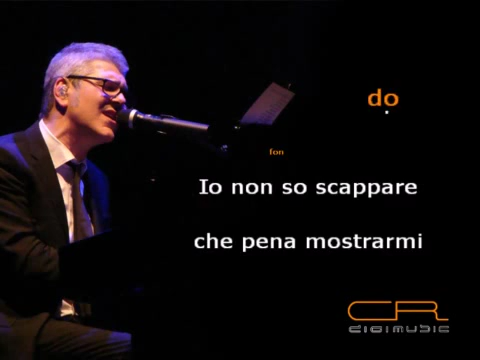 do
fon
Io non so scappare
che pena mostrarmi
CR
DIGIMUSIC